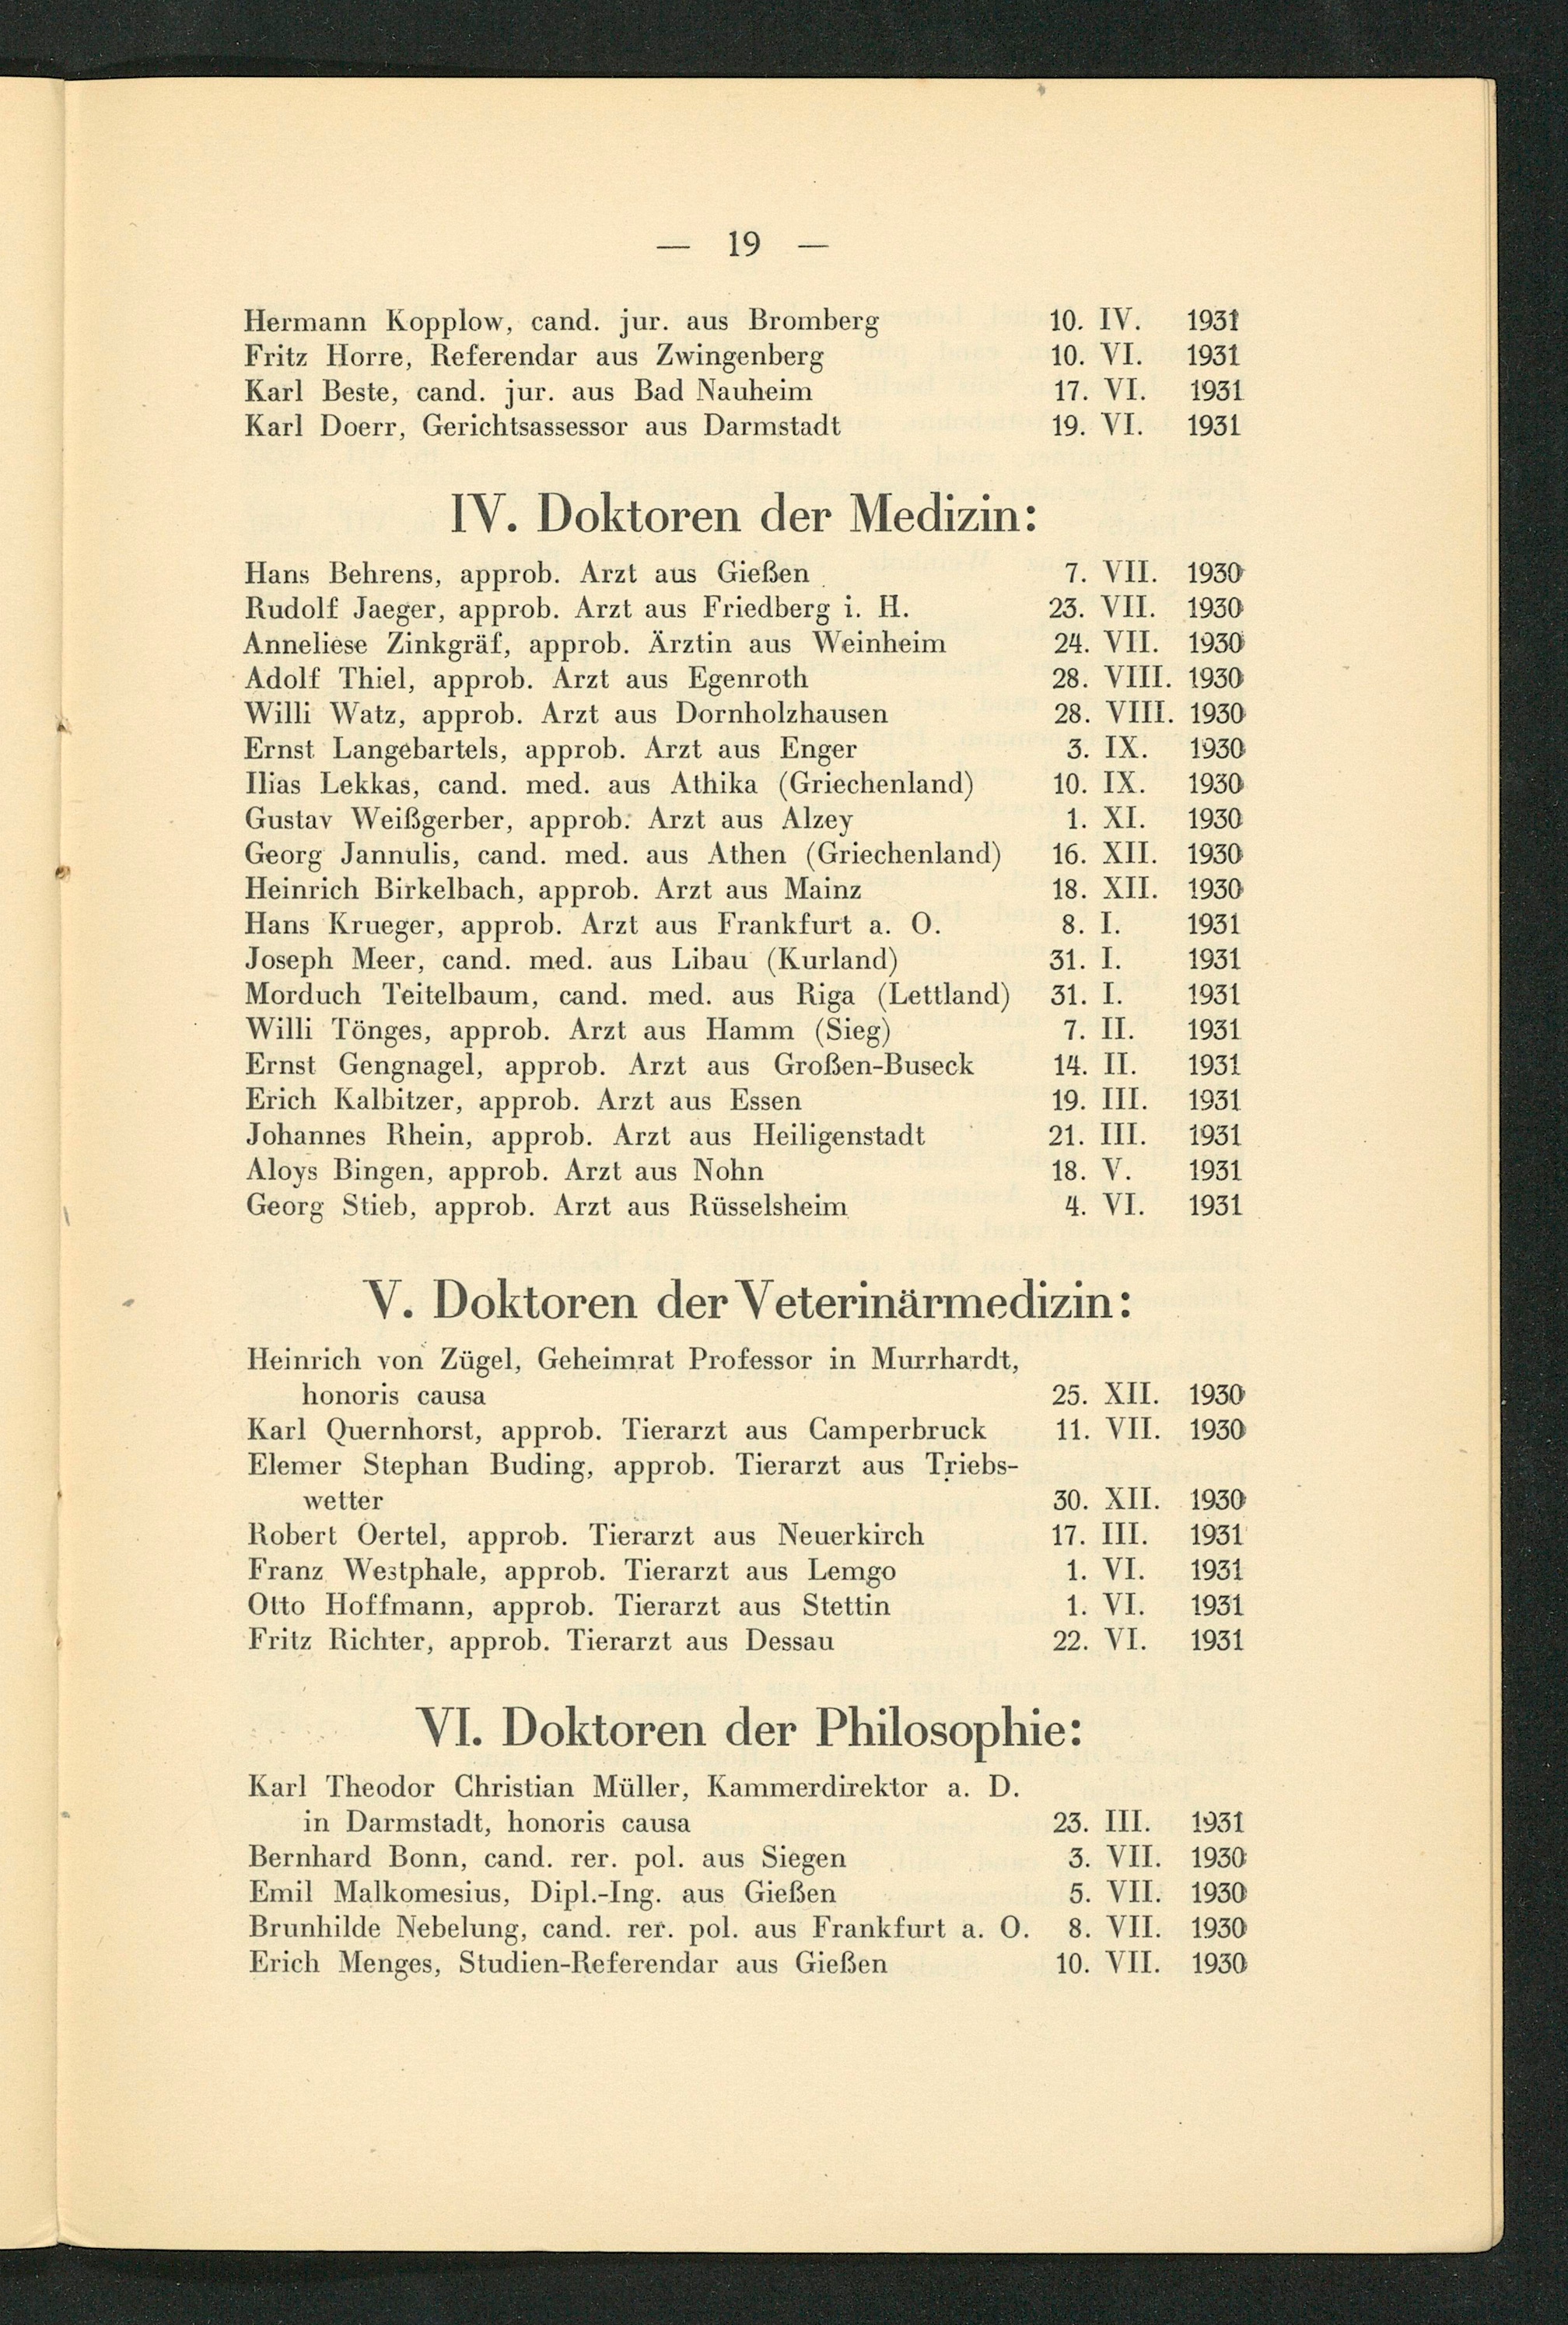 — 19 —
Hermann Kopplow, cand. jur. aus Bromberg 10. IV. 1931
Fritz Horre, Referendar aus Zwingenberg 10. VI. 1931
Karl Beste, cand. jur. aus Bad Nauheim 17. VI. 1931
Karl Doerr, Gerichtsassessor aus Darmstadt 19. VI. 1931
IV. Doktoren der Medizin:
Hans Behrens, approb. Arzt aus Gießen 7. VII. 1930
Rudolf Jaeger, approb. Arzt aus Friedberg i. H. 23. VII. 1930
Anneliese Zinkgräf, approb. Ärztin aus Weinheim 24. VII. 1930
Adolf Thiel, approb. Arzt aus Egenroth 28. VIII. 1930
Willi Watz, approb. Arzt aus Dornholzhausen 28. VIII. 1930
Ernst Langebartels, approb. Arzt aus Enger 3. IX. 1930
Ilias Lekkas, cand. med. aus Athika (Griechenland) 10. IX. 1930
Gustav Weißgerber, approb. Arzt aus Alzey 1. XI. 1930
Georg Jannulis, cand. med. aus Athen (Griechenland) 16. XII. 1930
Heinrich Birkelbach, approb. Arzt aus Mainz 18. XII. 1930
Hans Krueger, approb. Arzt aus Frankfurt a. O. 8. I. 1931
Joseph Meer, cand. med. aus Libau (Kurland) 31. I. 1931
Morduch Teitelbaum, cand. med. aus Riga (Lettland) 31. I. 1931
Willi Tönges, approb. Arzt aus Hamm (Sieg) 7. II. 1931
Ernst Gengnagel, approb. Arzt aus Großen-Buseck 14. II. 1931
Erich Kalbitzer, approb. Arzt aus Essen 19. III. 1931
Johannes Rhein, approb. Arzt aus Heiligenstadt 21. III. 1931
Aloys Bingen, approb. Arzt aus Nohn 18. V. 1931
Georg Stieb, approb. Arzt aus Rüsselsheim 4. VI. 1931
V. Doktoren der Veterinärmedizin:
Heinrich von Zügel, Geheimrat Professor in Murrhardt,
honoris causa 25. XII. 1930
Karl Quernhorst, approb. Tierarzt aus Camperbruck 11. VII. 1930
Elemer Stephan Buding, approb. Tierarzt aus Triebs-
wetter 30. XII. 1930
Robert Oertel, approb. Tierarzt aus Neuerkirch 17. III. 1931
Franz Westphale, approb. Tierarzt aus Lemgo 1. VI. 1931
Otto Hoffmann, approb. Tierarzt aus Stettin 1. VI. 1931
Fritz Richter, approb. Tierarzt aus Dessau 22. VI. 1931
VI. Doktoren der Philosophie:
Karl Theodor Christian Müller, Kammerdirektor a. D.
in Darmstadt, honoris causa 23. III. 1931
Bernhard Bonn, cand. rer. pol. aus Siegen 3. VII. 1930
Emil Malkomesius, Dipl.-Ing. aus Gießen 5. VII. 1930
Brunhilde Nebelung, cand. rer. pol. aus Frankfurt a. O. 8. VII. 1930
Erich Menges, Studien-Referendar aus Gießen 10. VII. 1930